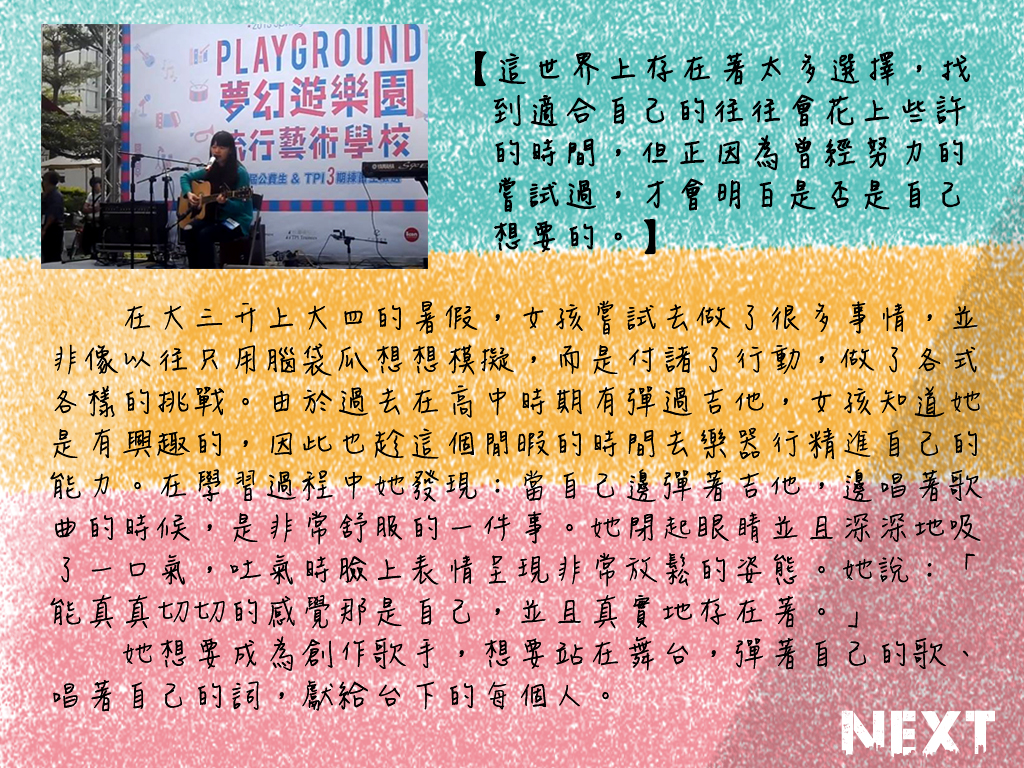 PLAYGROUND
夢幻遊樂園
流行藝術學校
公費生 & TPI 3期
YAMAHA
【這世界上存在著太多選擇，找
到適合自己的往往會花上些許
的時間，但正因為曾經努力的
嘗試過，才會明白是否是自己
想要的。】
在大三升上大四的暑假，女孩嘗試去做了很多事情，並
非像以往只用腦袋瓜想想模擬，而是付諸了行動，做了各式
各樣的挑戰。由於過去在高中時期有彈過吉他，女孩知道她
是有興趣的，因此也趁這個閒暇的時間去樂器行精進自己的
能力。在學習過程中她發現：當自己邊彈著吉他，邊唱著歌
曲的時候，是非常舒服的一件事。她閉起眼睛並且深深地吸
了一口氣，吐氣時臉上表情呈現非常放鬆的姿態。她說：「
能真真切切的感覺那是自己，並且真實地存在著。」
她想要成為創作歌手，想要站在舞台，彈著自己的歌、
唱著自己的詞，獻給台下的每個人。
NEXT